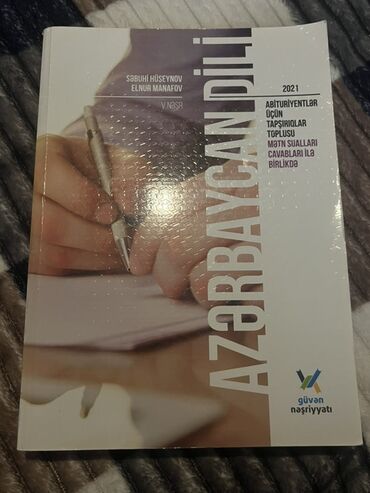 SƏBUHİ HÜSEYNOV
ELNUR MANAFOV
V NƏŞR
AZƏRBAYCAN DİLİ
2021
ABİTURİYENTLƏR
ÜÇÜN
TAPŞIRIQLAR
TOPLUSU
MƏTN SUALLARI
CAVABLARI İLƏ
BİRLİKDƏ
güvən
nəşriyyatı